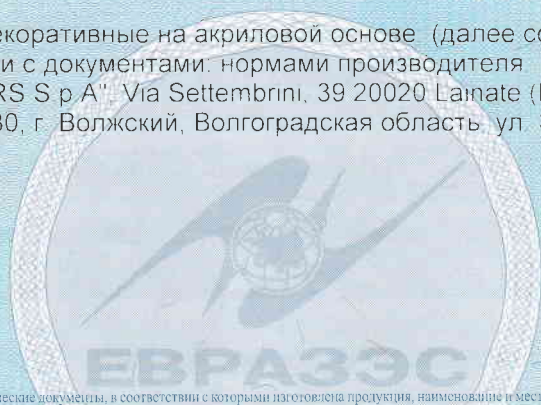 екоративные на акриловой основе (далее со
и с документами: нормами производителя
RS S p A", Via Settembrini, 39 20020 Lainate (
30, г. Волжский, Волгоградская область, ул.
ЕВРАЗЭС
еские документы, в соответствии с которыми изготовлена продукция, наименование и мест